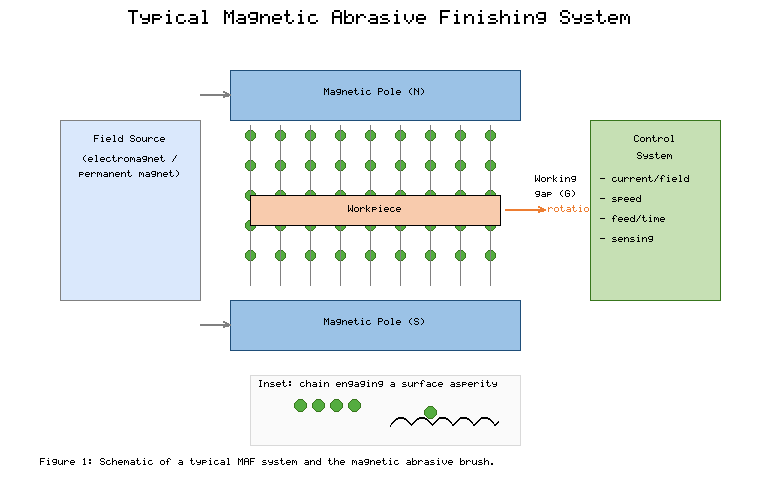 Typical Magnetic Abrasive Finishing System
Magnetic Pole (N)
Field Source
(electromagnet /
permanent magnet)
Control
System
- current/field
- speed
- feed/time
- sensing
Working
gap (G)
rotatio
Workpiece
Magnetic Pole (S)
Inset: chain engaging a surface asperity
Figure 1: Schematic of a typical MAF system and the magnetic abrasive brush.